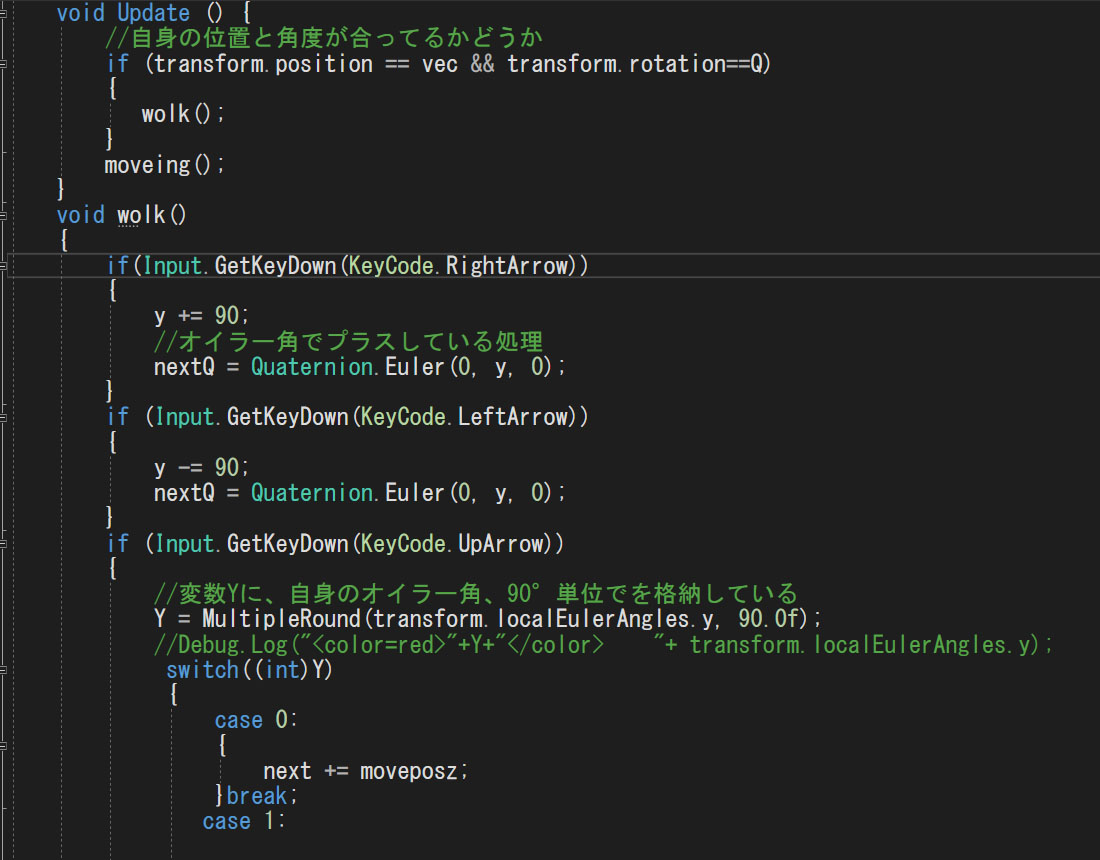 void Update () {
//自身の位置と角度が合ってるかどうか
if (transform.position == vec && transform.rotation==Q)
{
wolk();
}
moveing();
}
void wolk()
{
if(Input.GetKeyDown(KeyCode.RightArrow))
{
y += 90;
//オイラー角でプラスしている処理
nextQ = Quaternion.Euler(0, y, 0);
}
if (Input.GetKeyDown(KeyCode.LeftArrow))
{
y -= 90;
nextQ = Quaternion.Euler(0, y, 0);
}
if (Input.GetKeyDown(KeyCode.UpArrow))
{
//変数Yに、自身のオイラー角、90°単位でを格納している
Y = MultipleRound(transform.localEulerAngles.y, 90.0f);
//Debug.Log("<color=red>"+Y+"</color>    "+ transform.localEulerAngles.y);
switch((int)Y)
{
case 0:
{
next += moveposz;
}break;
case 1: